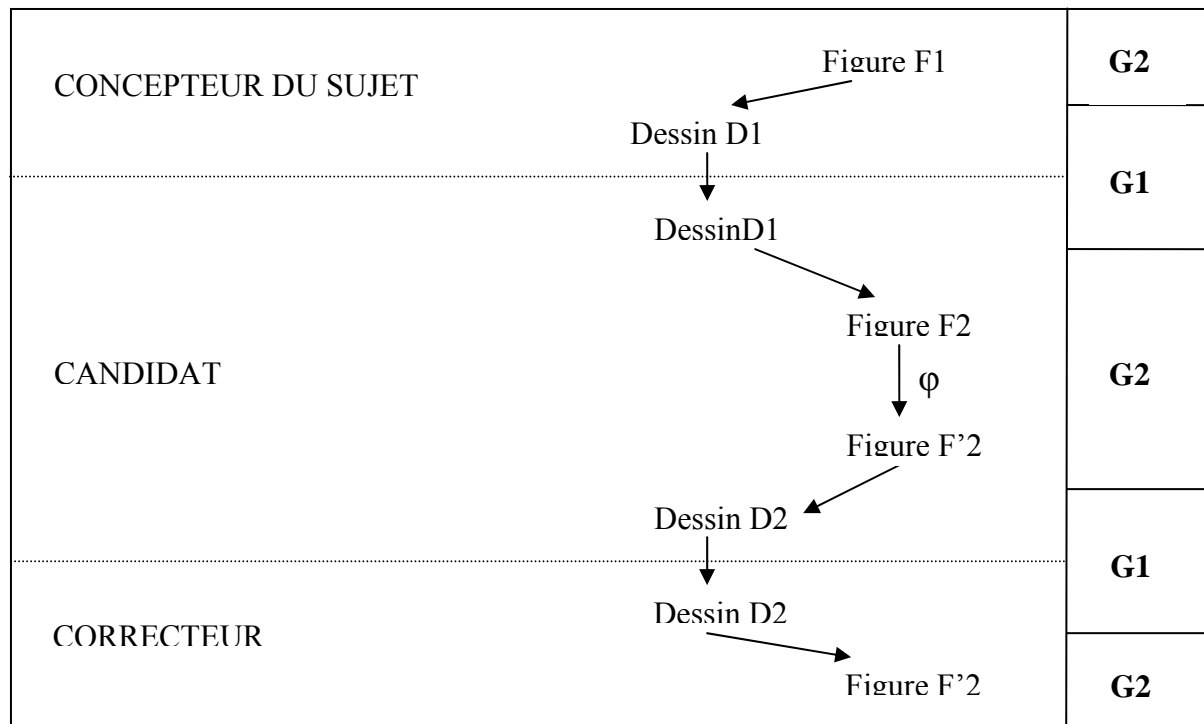 Figure F1
G2
CONCEPTEUR DU SUJET
Dessin D1
G1
DessinD1
Figure F2
CANDIDAT
φ
G2
Figure F'2
Dessin D2
G1
Dessin D2
CORRECTEUR
Figure F'2
G2